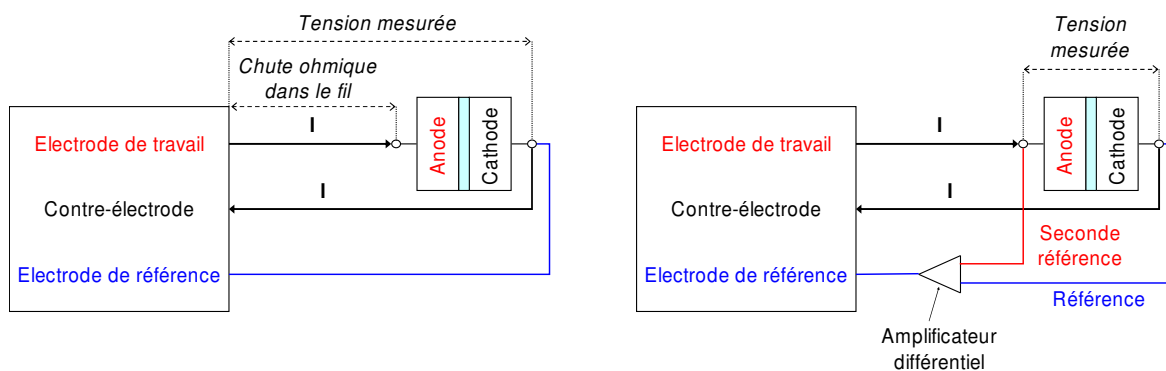 Tension mesurée
Chute ohmique
dans le fil
I
Electrode de travail
Anode
Cathode
I
Contre-électrode
Electrode de référence
Tension
mesurée
I
Electrode de travail
Anode
Cathode
I
Contre-électrode
Seconde
référence
Electrode de référence
Référence
Amplificateur
différentiel